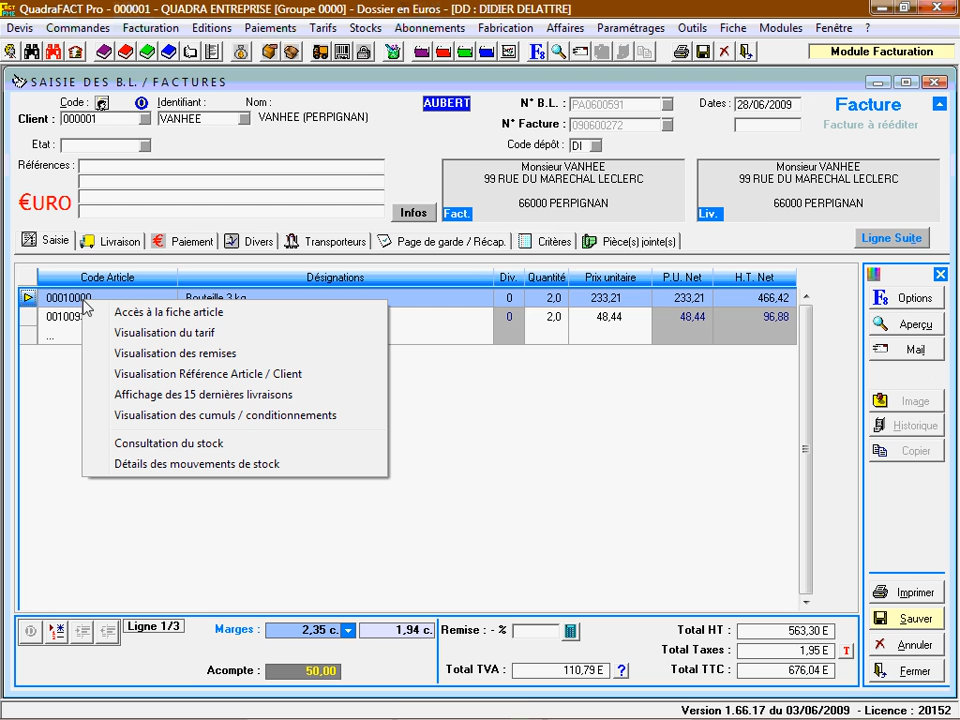 QuadraFACT Pro - 000001 - QUADRA ENTREPRISE [Groupe 0000] - Dossier en Euros - [DD : DIDIER DELATTRE]
Devis Commandes Facturation Editions Paiements Tarifs Stocks Abonnements Fabrication Affaires Paramétrages Outils Fiche Modules Fenêtre ?
Module Facturation
SAISIE DES B.L. / FACTURES
Code : Identifiant : Nom :
Client : 000001 VANHEE VANHEE (PERPIGNAN)
AUBERT
N° B.L. : PA0600591
Dates : 28/06/2009
Facture
N° Facture : 090600272
Facture à rééditer
Etat :
Code dépôt : DI
Références :
€URO
Infos
Monsieur VANHEE
99 RUE DU MARECHAL LECLERC
66000 PERPIGNAN
Fact.
Monsieur VANHEE
99 RUE DU MARECHAL LECLERC
66000 PERPIGNAN
Liv.
Saisie Livraison Paiement Divers Transporteurs Page de garde / Récap. Critères Pièce(s) jointe(s)
Ligne Suite
Code Article Désignations Div. Quantité Prix unitaire P.U. Net H.T. Net
00010000 Bouteille 3 kg 0 2,0 233,21 233,21 466,42
00100 0 2,0 48,44 48,44 96,88
...
Accès à la fiche article
Visualisation du tarif
Visualisation des remises
Visualisation Référence Article / Client
Affichage des 15 dernières livraisons
Visualisation des cumuls / conditionnements
Consultation du stock
Détails des mouvements de stock
Options
Aperçu
Mail
Image
Historique
Copier
Imprimer
Sauver
Annuler
Fermer
Ligne 1/3
Marges : 2,35 c. 1,94 c.
Acompte : 50,00
Remise : - %
Total TVA : 110,79 E ?
Total HT : 563,30 E
Total Taxes : 1,95 E T
Total TTC : 676,04 E
Version 1.66.17 du 03/06/2009 - Licence : 20152